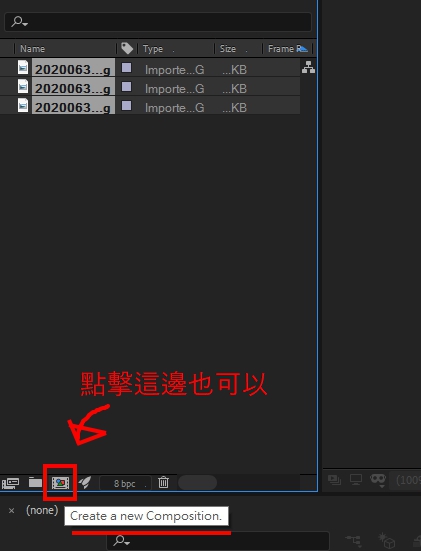 Name Type Size Frame R
2020063...g Importe...G ...KB
2020063...g Importe...G ...KB
2020063...g Importe...G ...KB
點擊這邊也可以
8 bpc
× (none)
Create a new Composition.
(100%